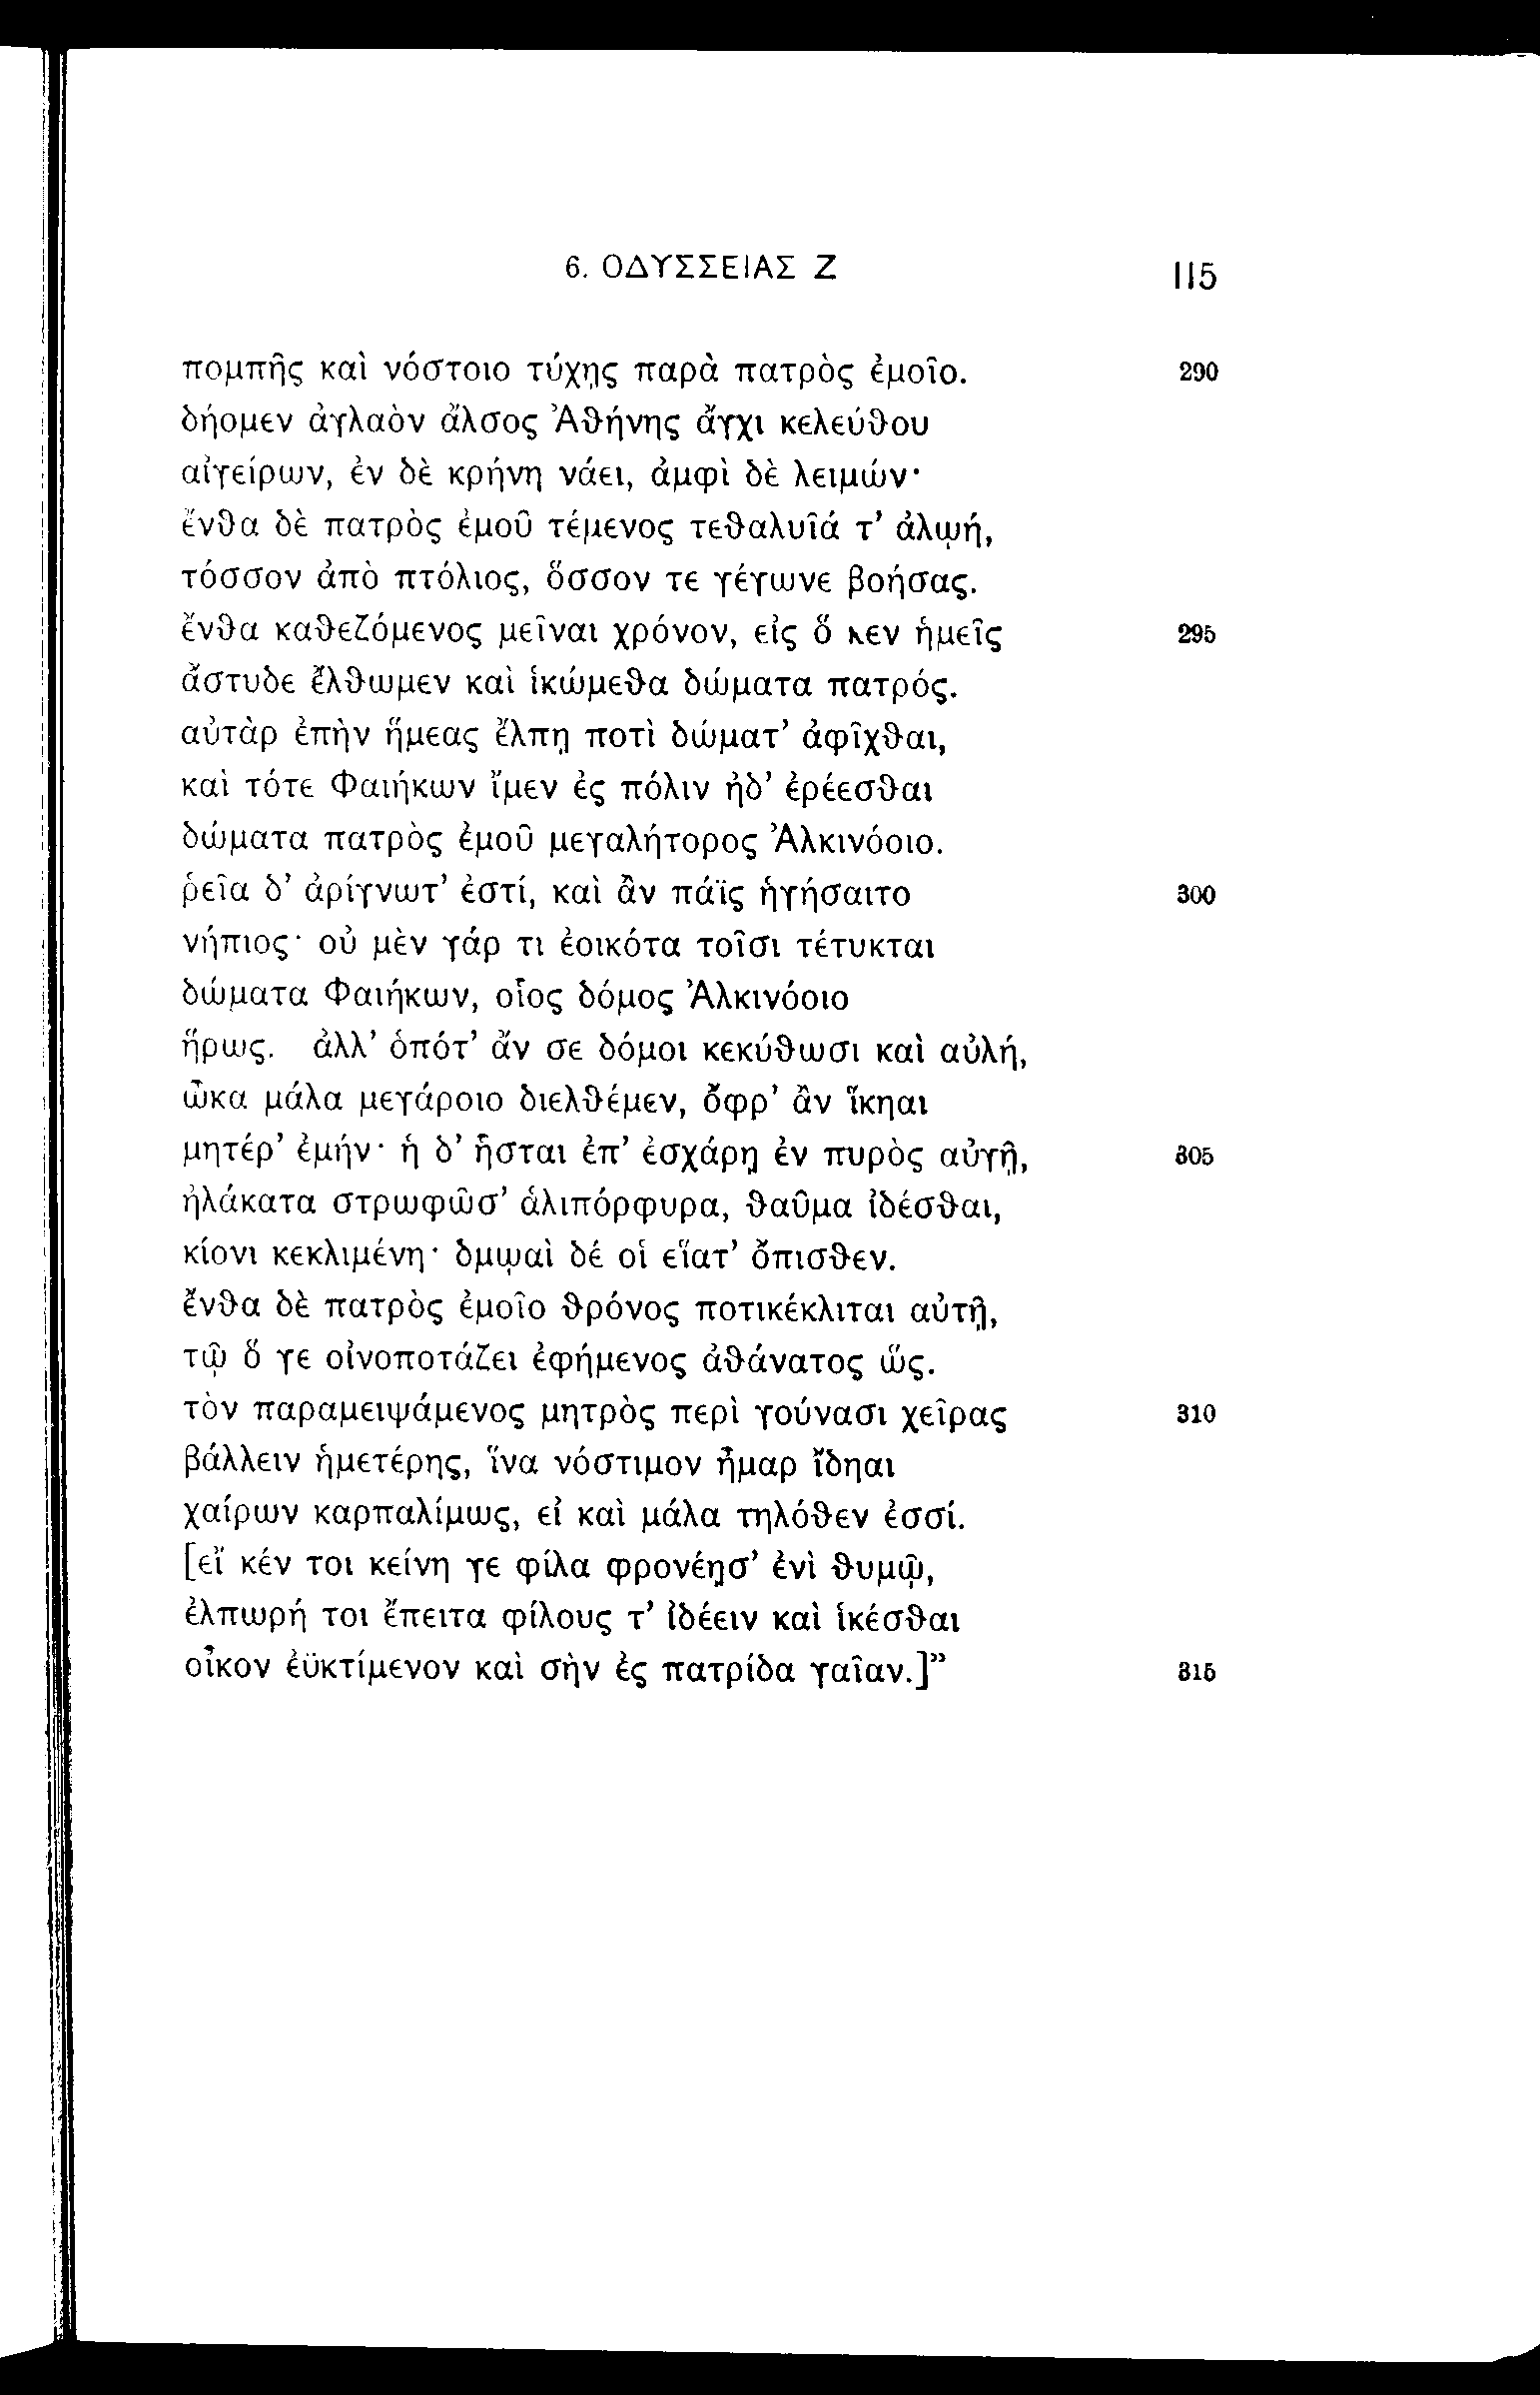 6. ΟΔΥΣΣΕΙΑΣ Ζ 115
πομπῆς καὶ νόστοιο τύχῃς παρὰ πατρὸς ἐμοῖο. 290
δήομεν ἀγλαὸν ἄλσος Ἀθήνης ἄγχι κελεύθου
αἰγείρων, ἐν δὲ κρήνη νάει, ἀμφὶ δὲ λειμών·
ἔνθα δὲ πατρὸς ἐμοῦ τέμενος τεθαλυῖά τ’ ἀλῳή,
τόσσον ἀπὸ πτόλιος, ὅσσον τε γέγωνε βοήσας.
ἔνθα καθεζόμενος μεῖναι χρόνον, εἰς ὅ κεν ἡμεῖς 295
ἄστυδε ἔλθωμεν καὶ ἱκώμεθα δώματα πατρός.
αὐτὰρ ἐπὴν ἥμεας ἔλπῃ ποτὶ δώματ’ ἀφῖχθαι,
καὶ τότε Φαιήκων ἴμεν ἐς πόλιν ἠδ’ ἐρέεσθαι
δώματα πατρὸς ἐμοῦ μεγαλήτορος Ἀλκινόοιο.
ῥεῖα δ’ ἀρίγνωτ’ ἐστί, καὶ ἂν πάϊς ἡγήσαιτο 300
νήπιος· οὐ μὲν γάρ τι ἐοικότα τοῖσι τέτυκται
δώματα Φαιήκων, οἷος δόμος Ἀλκινόοιο
ἥρως. ἀλλ’ ὁπότ’ ἄν σε δόμοι κεκύθωσι καὶ αὐλή,
ὦκα μάλα μεγάροιο διελθέμεν, ὄφρ’ ἂν ἵκηαι
μητέρ’ ἐμήν· ἡ δ’ ἧσται ἐπ’ ἐσχάρῃ ἐν πυρὸς αὐγῇ, 305
ἠλάκατα στρωφῶσ’ ἁλιπόρφυρα, θαῦμα ἰδέσθαι,
κίονι κεκλιμένη· δμῳαὶ δέ οἱ εἵατ’ ὄπισθεν.
ἔνθα δὲ πατρὸς ἐμοῖο θρόνος ποτικέκλιται αὐτῇ,
τῷ ὅ γε οἰνοποτάζει ἐφήμενος ἀθάνατος ὥς.
τὸν παραμειψάμενος μητρὸς περὶ γούνασι χεῖρας 310
βάλλειν ἡμετέρης, ἵνα νόστιμον ἦμαρ ἴδηαι
χαίρων καρπαλίμως, εἰ καὶ μάλα τηλόθεν ἐσσί.
[εἴ κέν τοι κείνη γε φίλα φρονέῃσ’ ἐνὶ θυμῷ,
ἐλπωρή τοι ἔπειτα φίλους τ’ ἰδέειν καὶ ἱκέσθαι
οἶκον ἐϋκτίμενον καὶ σὴν ἐς πατρίδα γαῖαν.]” 315